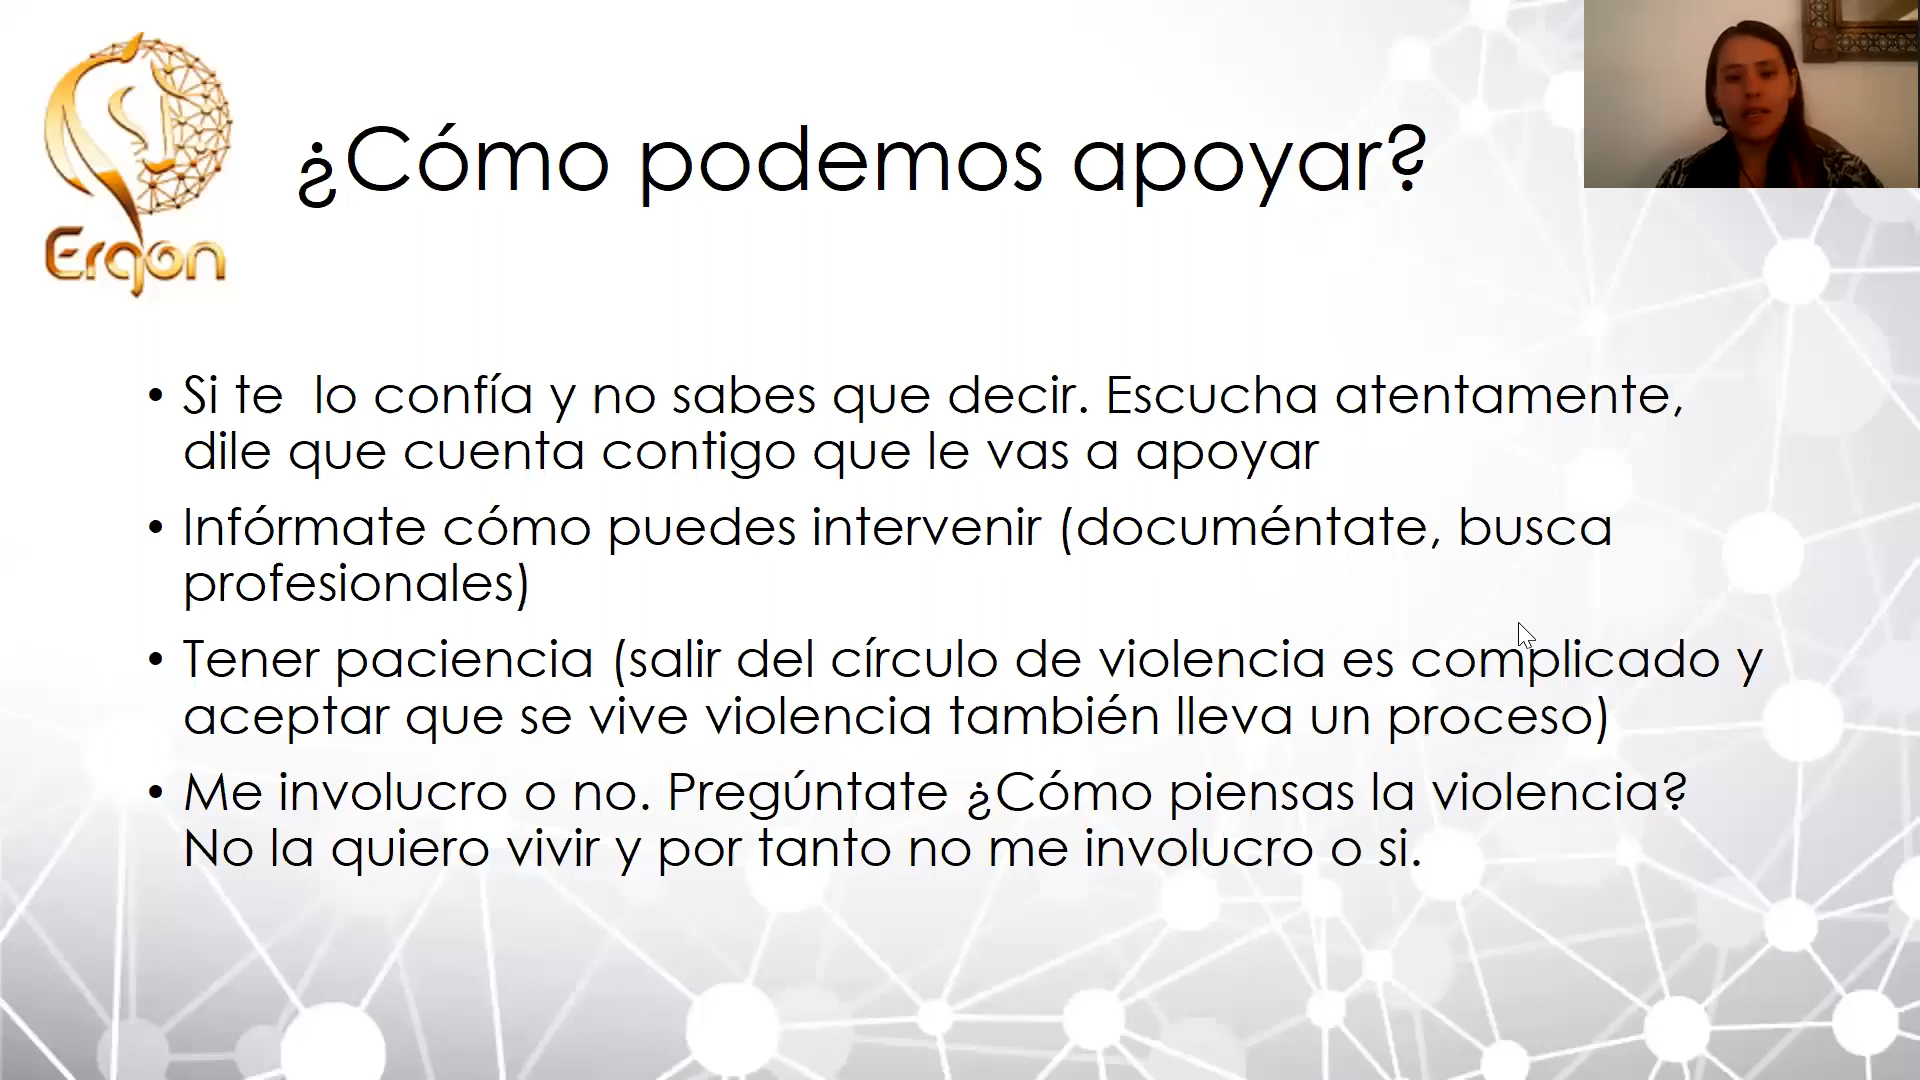 Ergon
¿Cómo podemos apoyar?
• Si te  lo confía y no sabes que decir. Escucha atentamente,
dile que cuenta contigo que le vas a apoyar
• Infórmate cómo puedes intervenir (documéntate, busca
profesionales)
• Tener paciencia (salir del círculo de violencia es complicado y
aceptar que se vive violencia también lleva un proceso)
• Me involucro o no. Pregúntate ¿Cómo piensas la violencia?
No la quiero vivir y por tanto no me involucro o si.